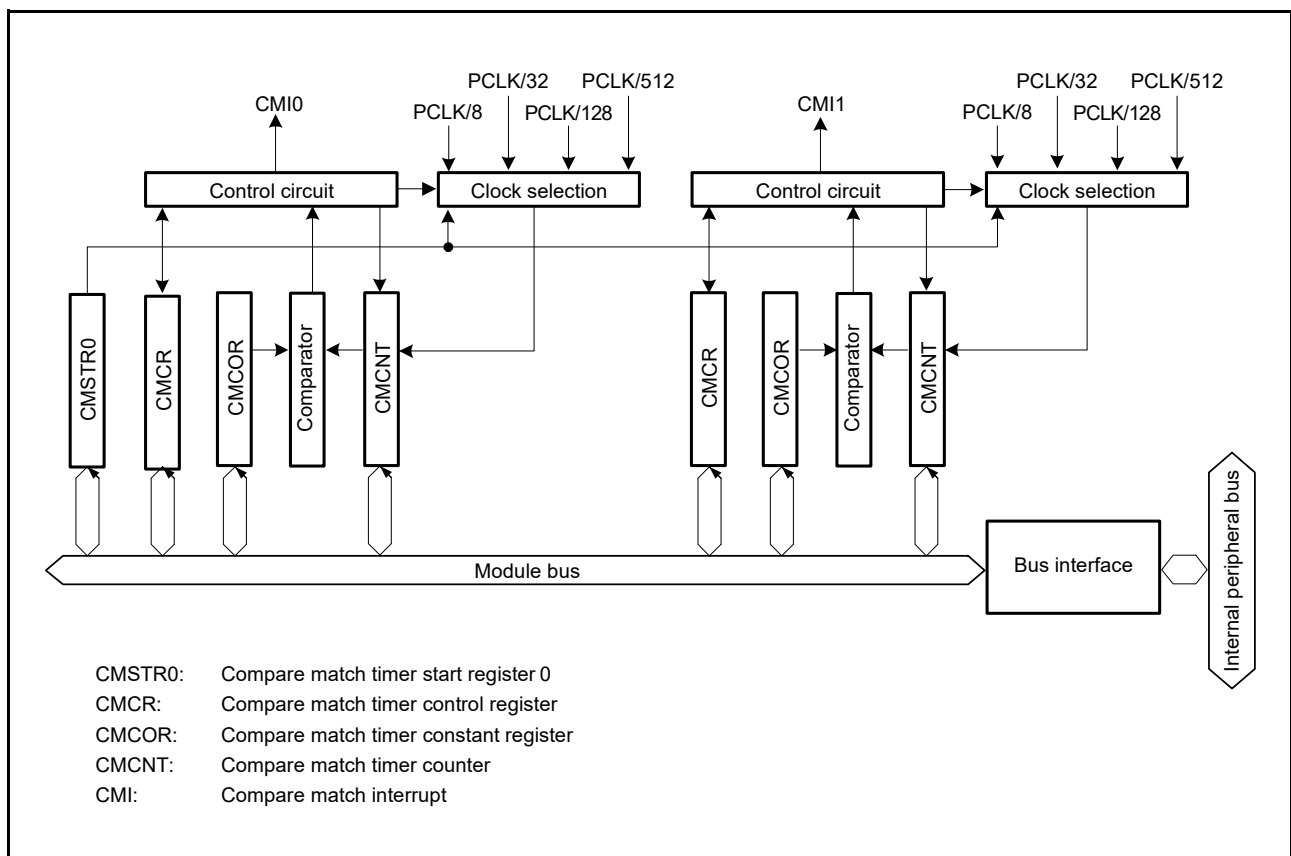 PCLK/32 PCLK/512 PCLK/32 PCLK/512
CMI0 PCLK/8 PCLK/128 CMI1 PCLK/8 PCLK/128
Control circuit Clock selection Control circuit Clock selection
CMSTR0 CMCR CMCOR Comparator CMCNT CMCR CMCOR Comparator CMCNT
Module bus Bus interface Internal peripheral bus
CMSTR0: Compare match timer start register 0
CMCR: Compare match timer control register
CMCOR: Compare match timer constant register
CMCNT: Compare match timer counter
CMI: Compare match interrupt